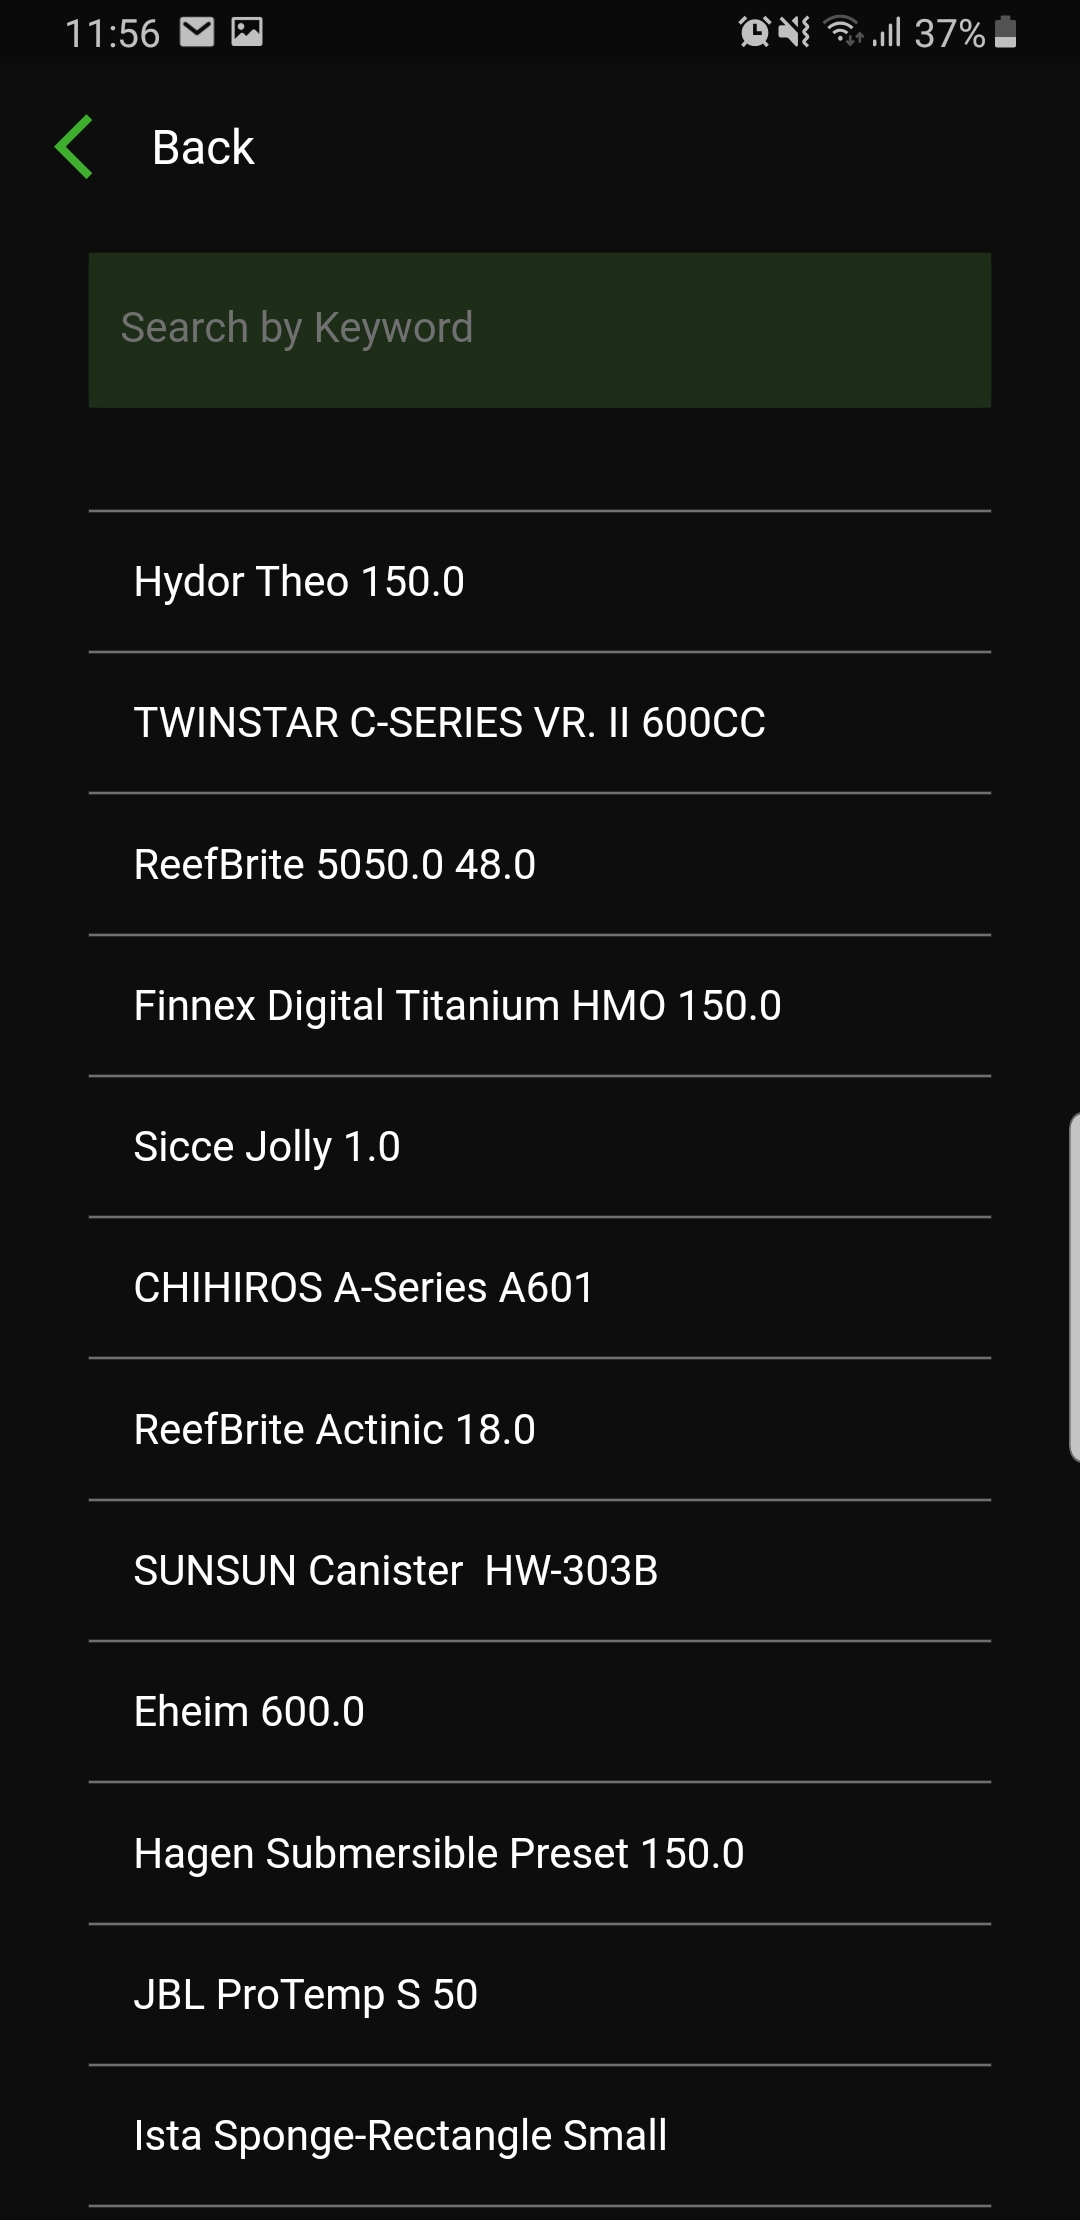 11:56
37%
Back
Search by Keyword
Hydor Theo 150.0
TWINSTAR C-SERIES VR. II 600CC
ReefBrite 5050.0 48.0
Finnex Digital Titanium HMO 150.0
Sicce Jolly 1.0
CHIHIROS A-Series A601
ReefBrite Actinic 18.0
SUNSUN Canister  HW-303B
Eheim 600.0
Hagen Submersible Preset 150.0
JBL ProTemp S 50
Ista Sponge-Rectangle Small